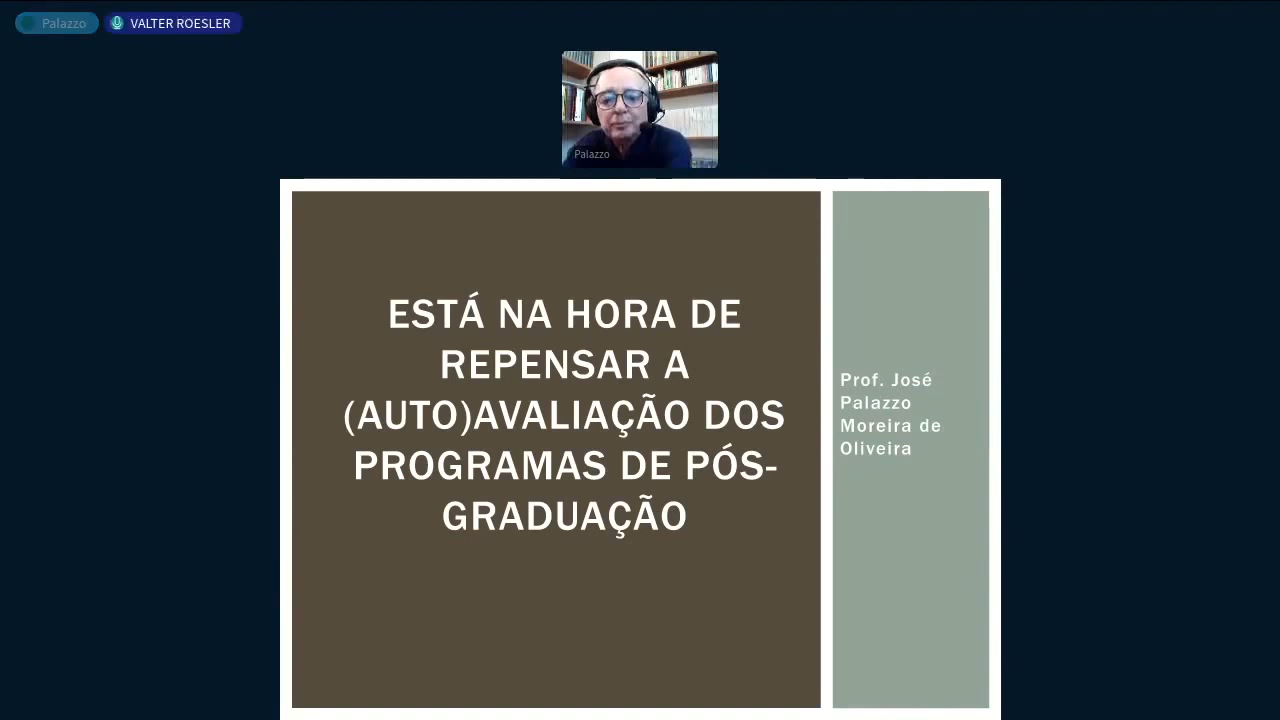 Palazzo
VALTER ROESLER
Palazzo
ESTÁ NA HORA DE
REPENSAR A
(AUTO)AVALIAÇÃO DOS
PROGRAMAS DE PÓS-
GRADUAÇÃO
Prof. José
Palazzo
Moreira de
Oliveira